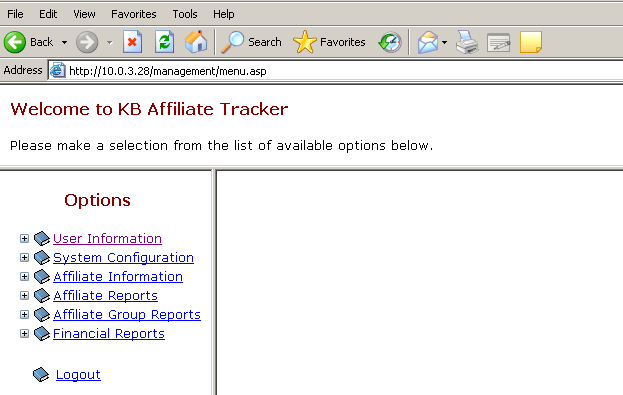 File Edit View Favorites Tools Help
Back Search Favorites
Address http://10.0.3.28/management/menu.asp
Welcome to KB Affiliate Tracker
Please make a selection from the list of available options below.
Options
User Information
System Configuration
Affiliate Information
Affiliate Reports
Affiliate Group Reports
Financial Reports
Logout